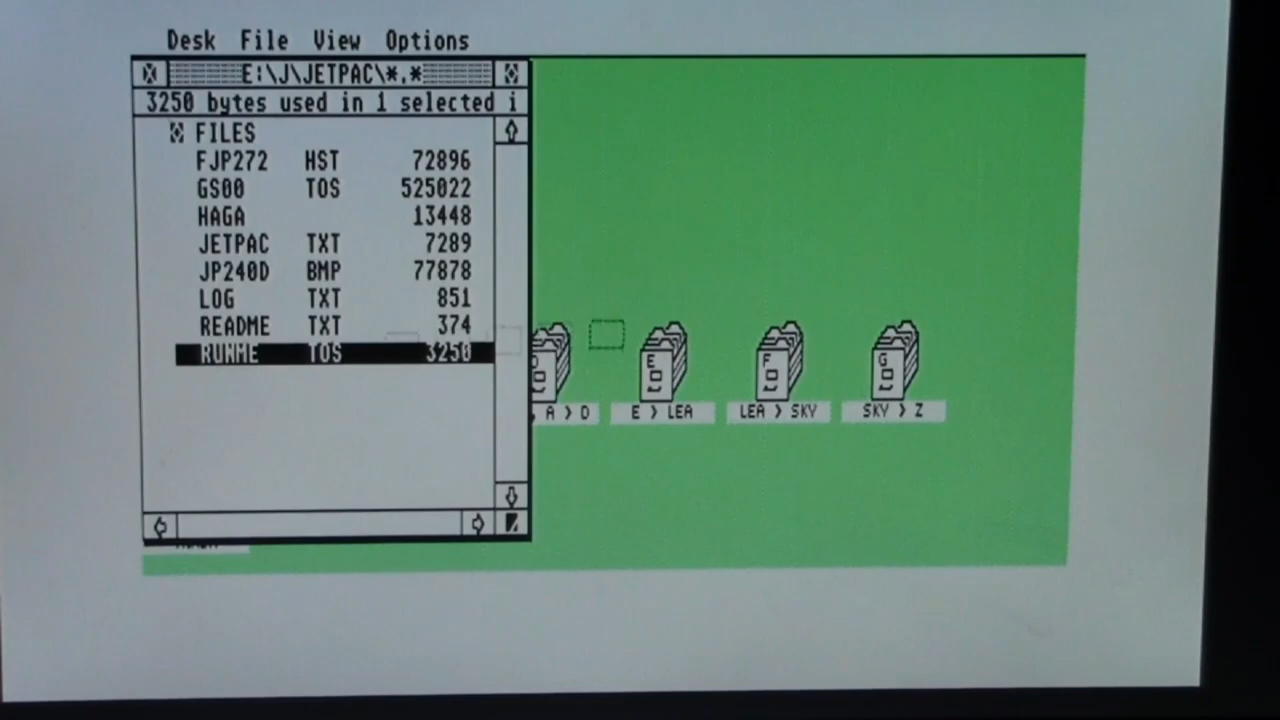 Desk File View Options
E:\J\JETPAC\*.*
3250 bytes used in 1 selected i
FILES
FJP272 HST 72896
GS00 TOS 525022
HAGA 13448
JETPAC TXT 7289
JP240D BMP 77878
LOG TXT 851
README TXT 374
RUNME TOS 3250
D
A > D
E
E > LEA
F
LEA > SKY
G
SKY > Z